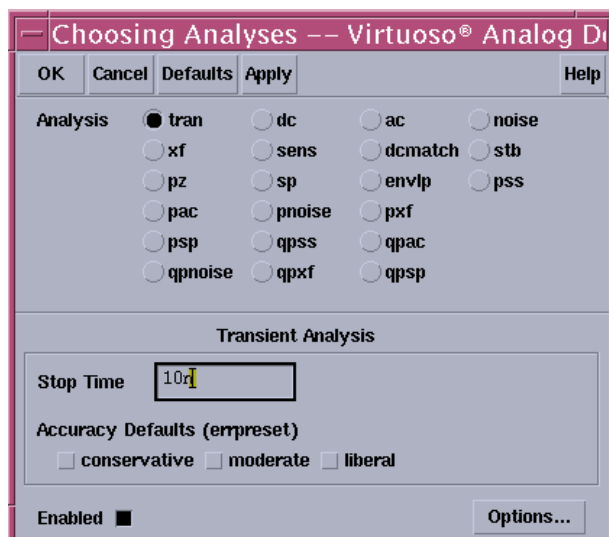 Choosing Analyses -- Virtuoso® Analog De
OK Cancel Defaults Apply Help
Analysis tran dc ac noise
xf sens dcmatch stb
pz sp envlp pss
pac pnoise pxf
psp qpss qpac
qpnoise qpxf qpsp
Transient Analysis
Stop Time 10n
Accuracy Defaults (errpreset)
conservative moderate liberal
Enabled Options...